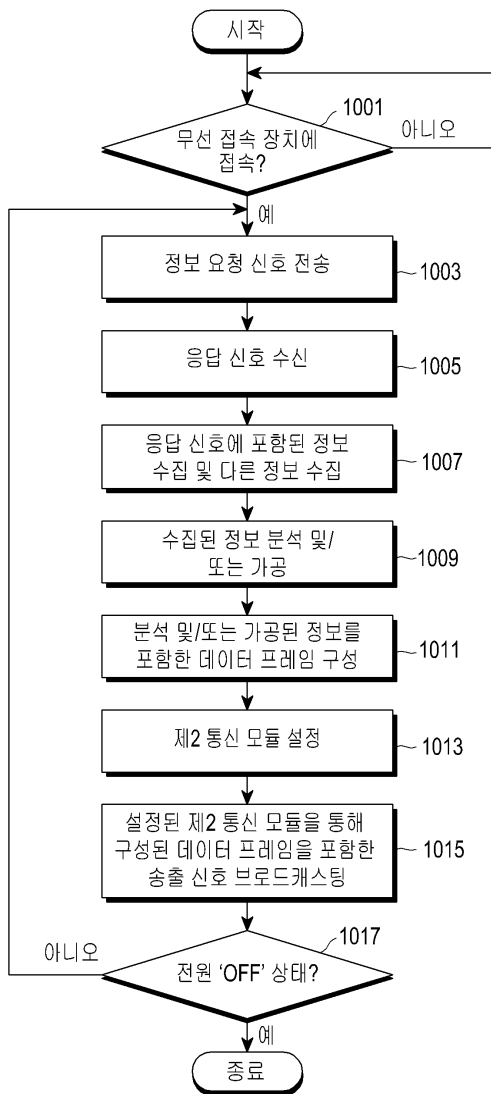 시작
1001
무선 접속 장치에
접속?
아니오
예
정보 요청 신호 전송
1003
응답 신호 수신
1005
응답 신호에 포함된 정보
수집 및 다른 정보 수집
1007
수집된 정보 분석 및/
또는 가공
1009
분석 및/또는 가공된 정보를
포함한 데이터 프레임 구성
1011
제2 통신 모듈 설정
1013
설정된 제2 통신 모듈을 통해
구성된 데이터 프레임을 포함한
송출 신호 브로드캐스팅
1015
아니오
1017
전원 'OFF' 상태?
예
종료